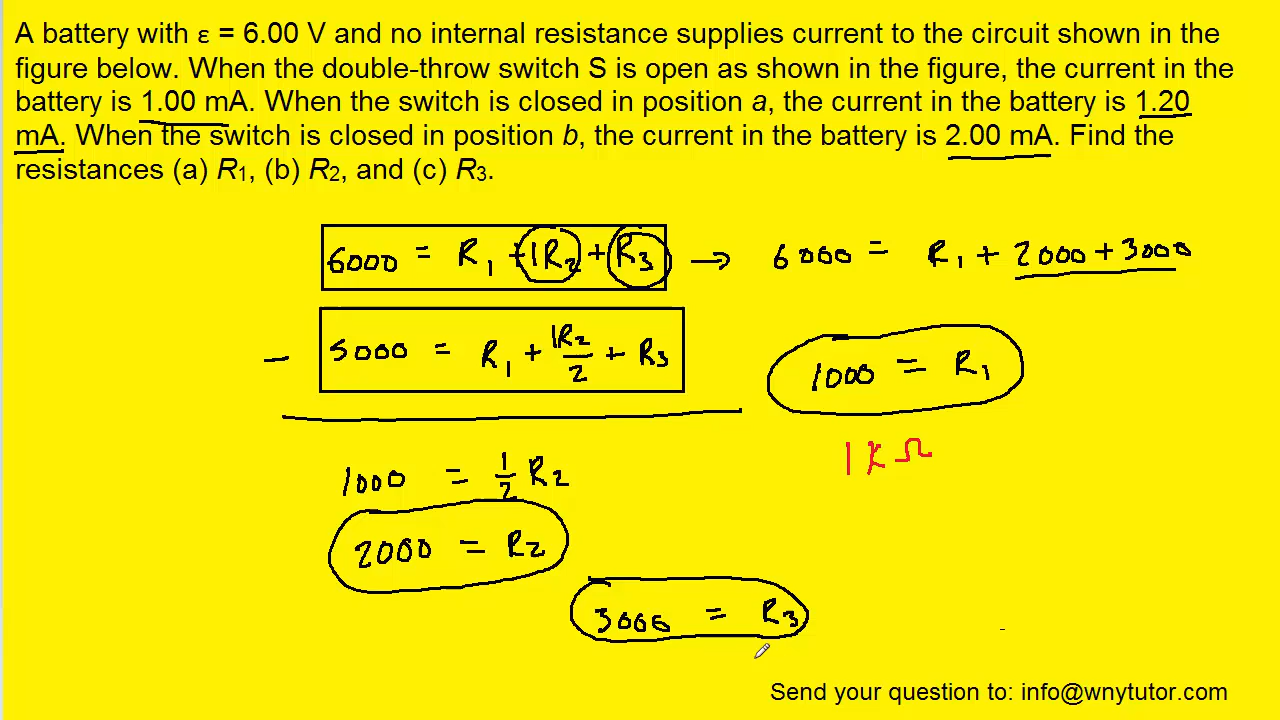 A battery with ε = 6.00 V and no internal resistance supplies current to the circuit shown in the
figure below. When the double-throw switch S is open as shown in the figure, the current in the
battery is 1.00 mA. When the switch is closed in position a, the current in the battery is 1.20
mA. When the switch is closed in position b, the current in the battery is 2.00 mA. Find the
resistances (a) R1, (b) R2, and (c) R3.
6000 = R1 + 1R2 + R3 → 6000 = R1 + 2000 + 3000
- 5000 = R1 + 1R2/2 + R3
1000 = R1
1kΩ
1000 = 1/2 R2
2000 = R2
3000 = R3
Send your question to: info@wnytutor.com